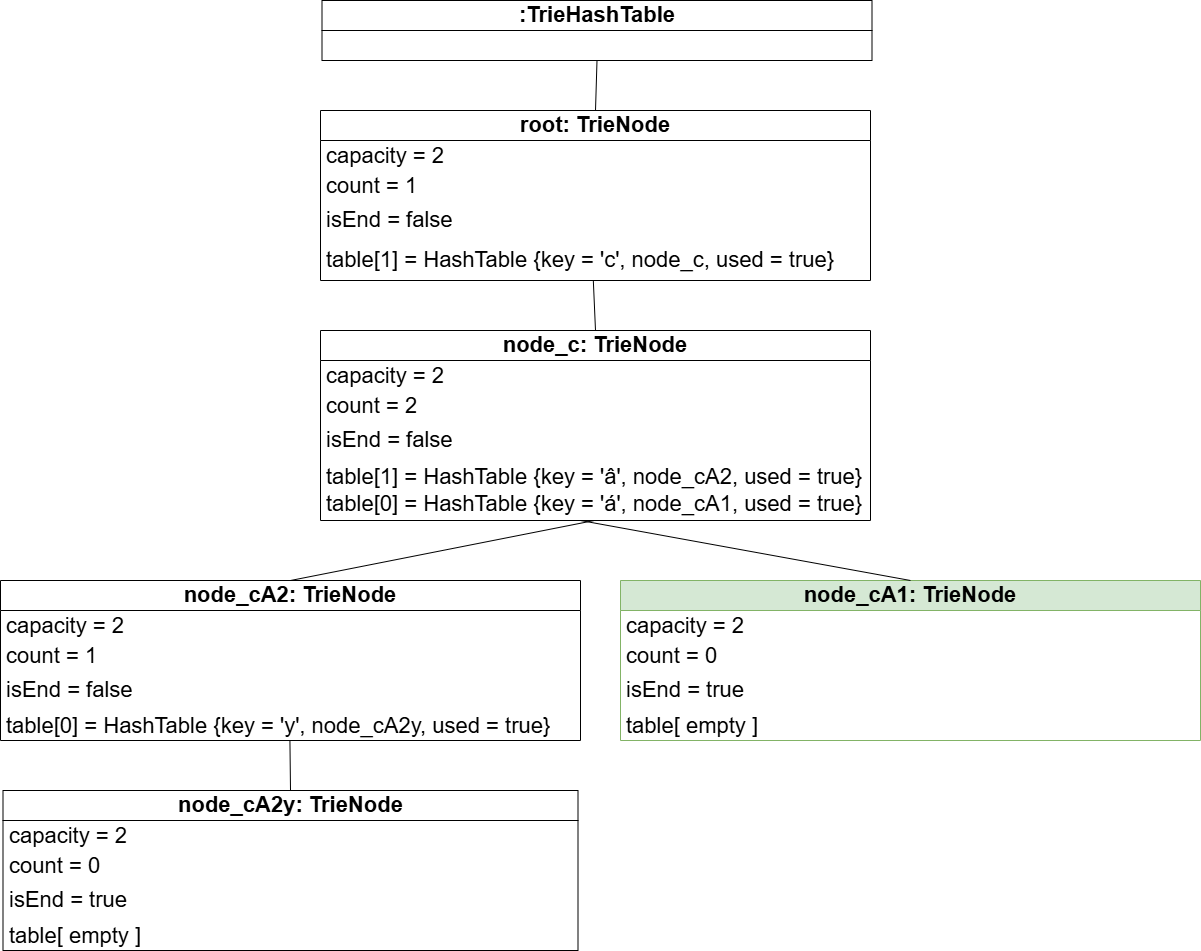 :TrieHashTable
root: TrieNode
capacity = 2
count = 1
isEnd = false
table[1] = HashTable {key = 'c', node_c, used = true}
node_c: TrieNode
capacity = 2
count = 2
isEnd = false
table[1] = HashTable {key = 'â', node_cA2, used = true}
table[0] = HashTable {key = 'á', node_cA1, used = true}
node_cA2: TrieNode
capacity = 2
count = 1
isEnd = false
table[0] = HashTable {key = 'y', node_cA2y, used = true}
node_cA1: TrieNode
capacity = 2
count = 0
isEnd = true
table[ empty ]
node_cA2y: TrieNode
capacity = 2
count = 0
isEnd = true
table[ empty ]